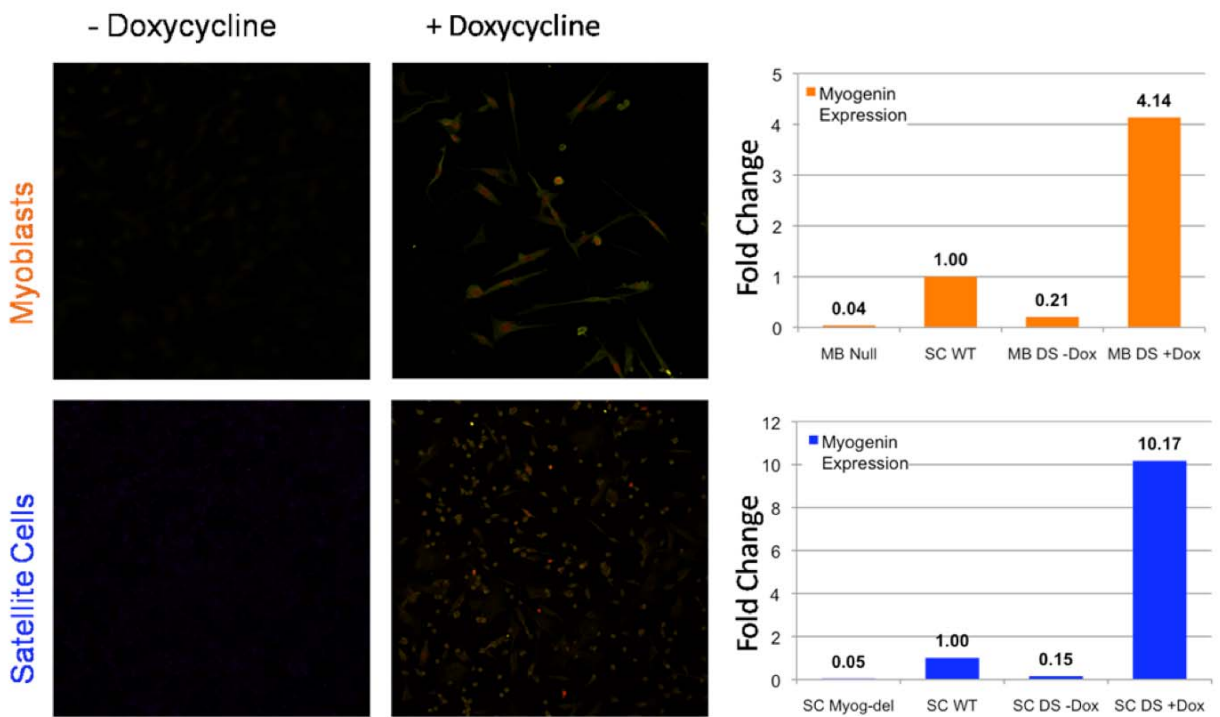 - Doxycycline
+ Doxycycline
Myoblasts
Satellite Cells
Fold Change
5
4
3
2
1
0
Myogenin
Expression
0.04
1.00
0.21
4.14
MB Null
SC WT
MB DS -Dox
MB DS +Dox
Fold Change
12
10
8
6
4
2
0
Myogenin
Expression
0.05
1.00
0.15
10.17
SC Myog-del
SC WT
SC DS -Dox
SC DS +Dox